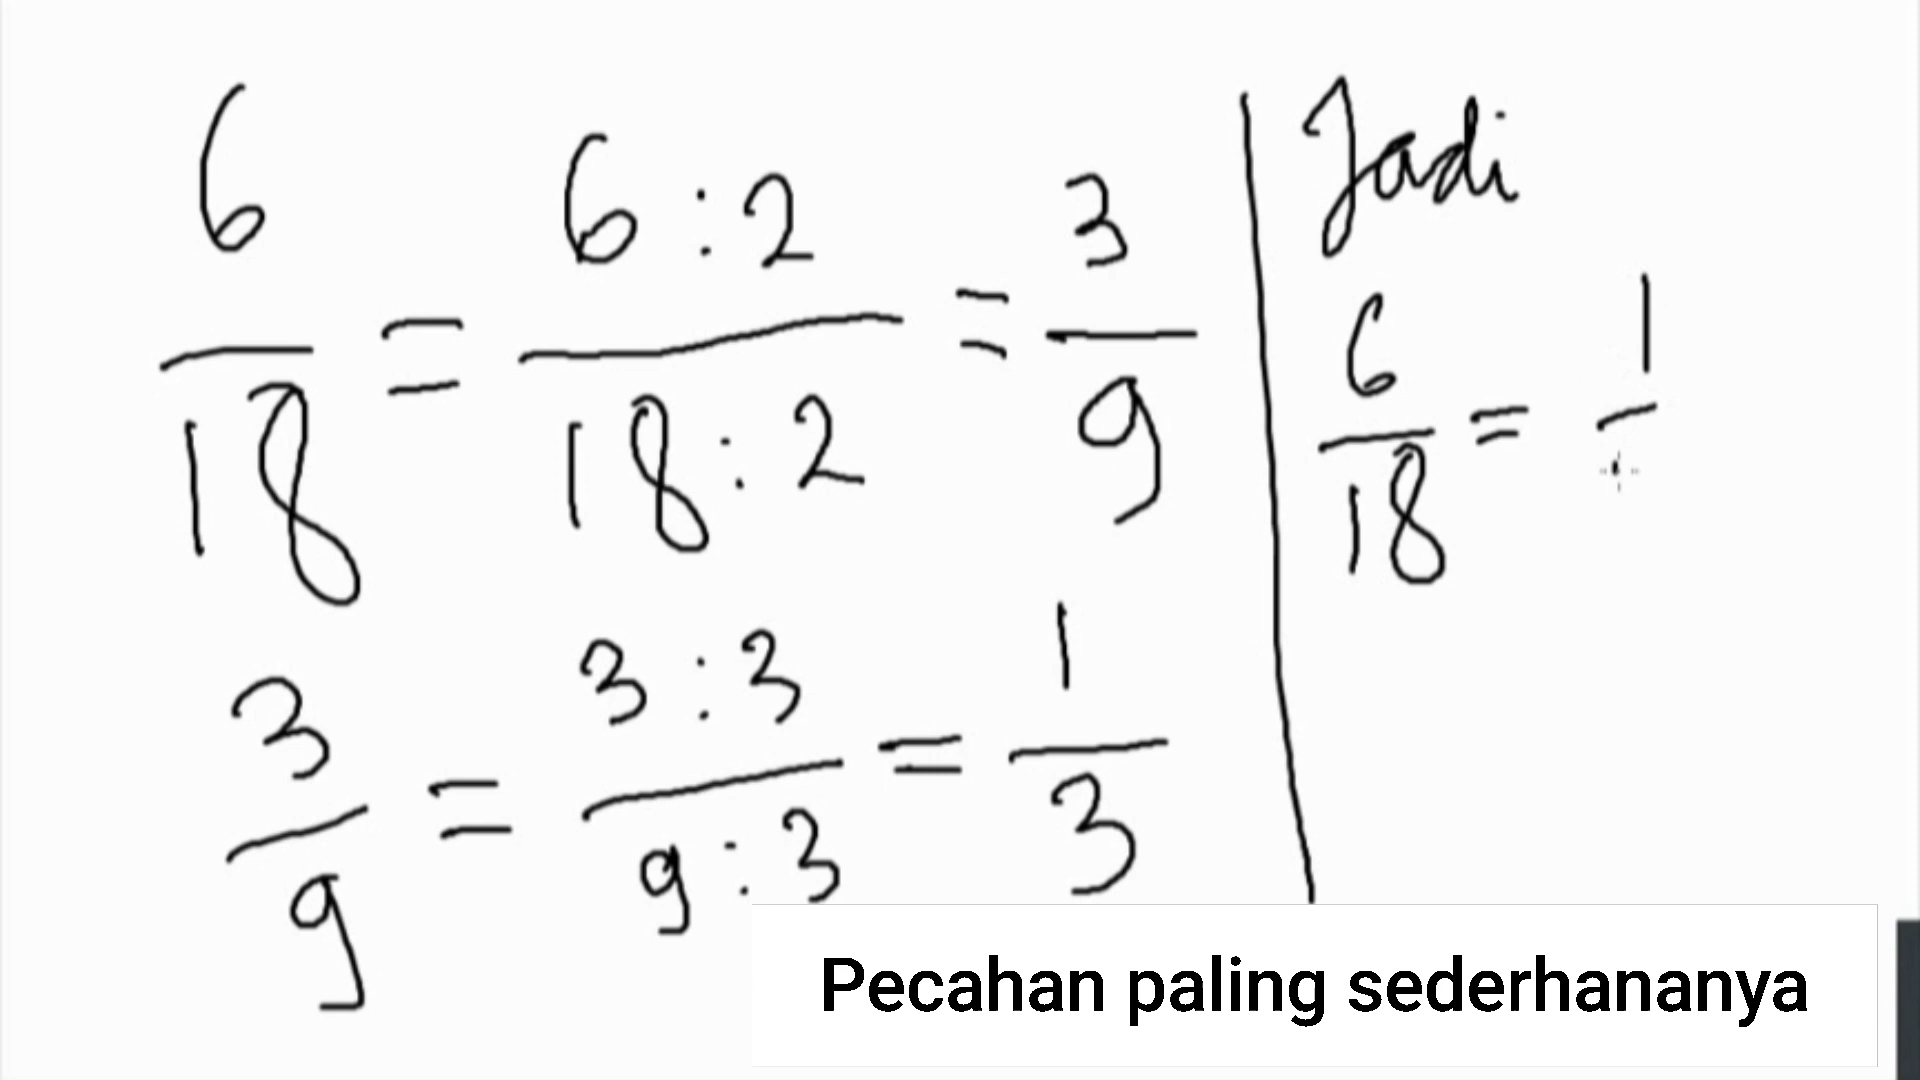 6/18 = 6 : 2/18 : 2 = 3/9
3/9 = 3 : 3/9 : 3 = 1/3
Jadi
6/18 = 1/
Pecahan paling sederhananya